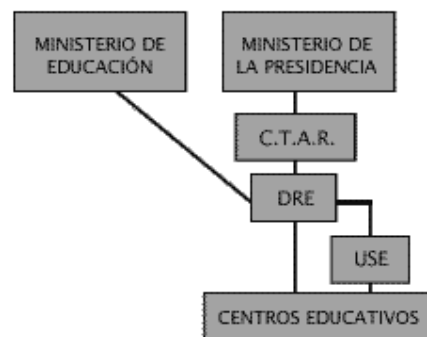 MINISTERIO DE
EDUCACIÓN
MINISTERIO DE
LA PRESIDENCIA
C.T.A.R.
DRE
USE
CENTROS EDUCATIVOS